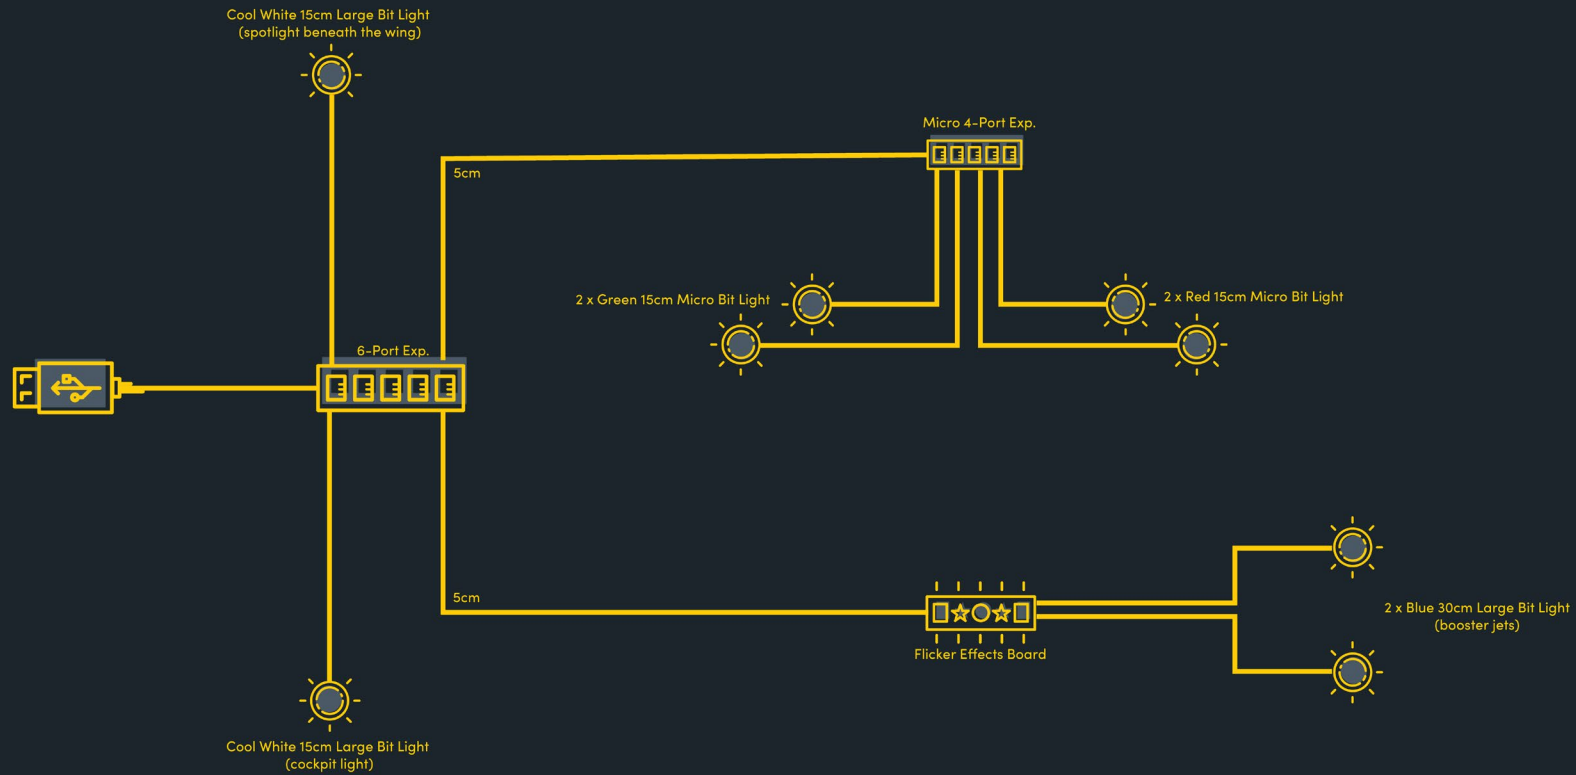 Cool White 15cm Large Bit Light
(spotlight beneath the wing)
Micro 4-Port Exp.
5cm
2 x Green 15cm Micro Bit Light
2 x Red 15cm Micro Bit Light
6-Port Exp.
5cm
2 x Blue 30cm Large Bit Light
(booster jets)
Flicker Effects Board
Cool White 15cm Large Bit Light
(cockpit light)